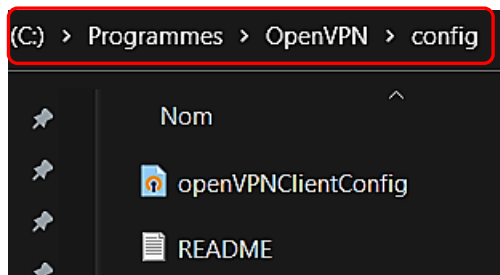 (C:) > Programmes > OpenVPN > config
Nom
openVPNClientConfig
README